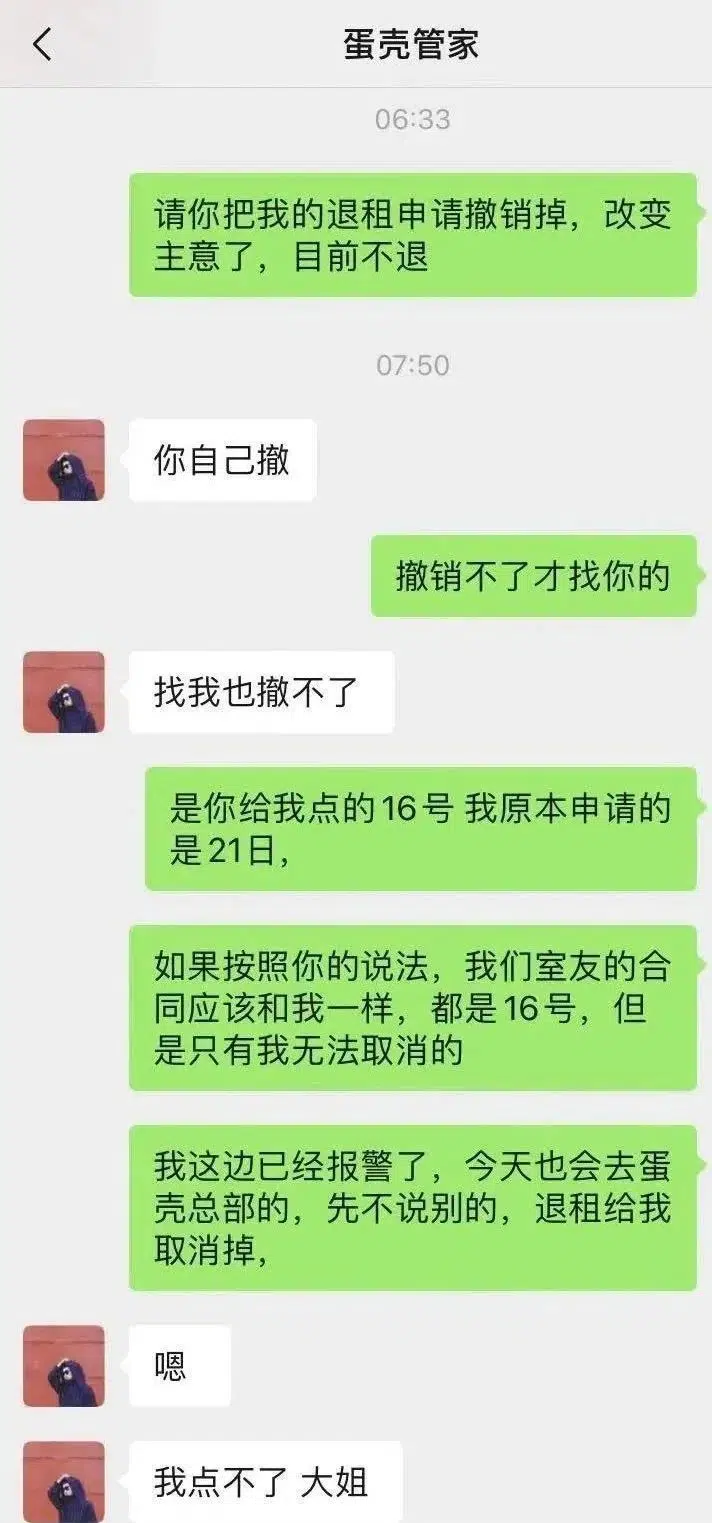 蛋壳管家
06:33
请你把我的退租申请撤销掉，改变
主意了，目前不退
07:50
你自己撤
撤销不了才找你的
找我也撤不了
是你给我点的16号 我原本申请的
是21日，
如果按照你的说法，我们室友的合
同应该和我一样，都是16号，但
是只有我无法取消的
我这边已经报警了，今天也会去蛋
壳总部的，先不说别的，退租给我
取消掉，
嗯
我点不了 大姐